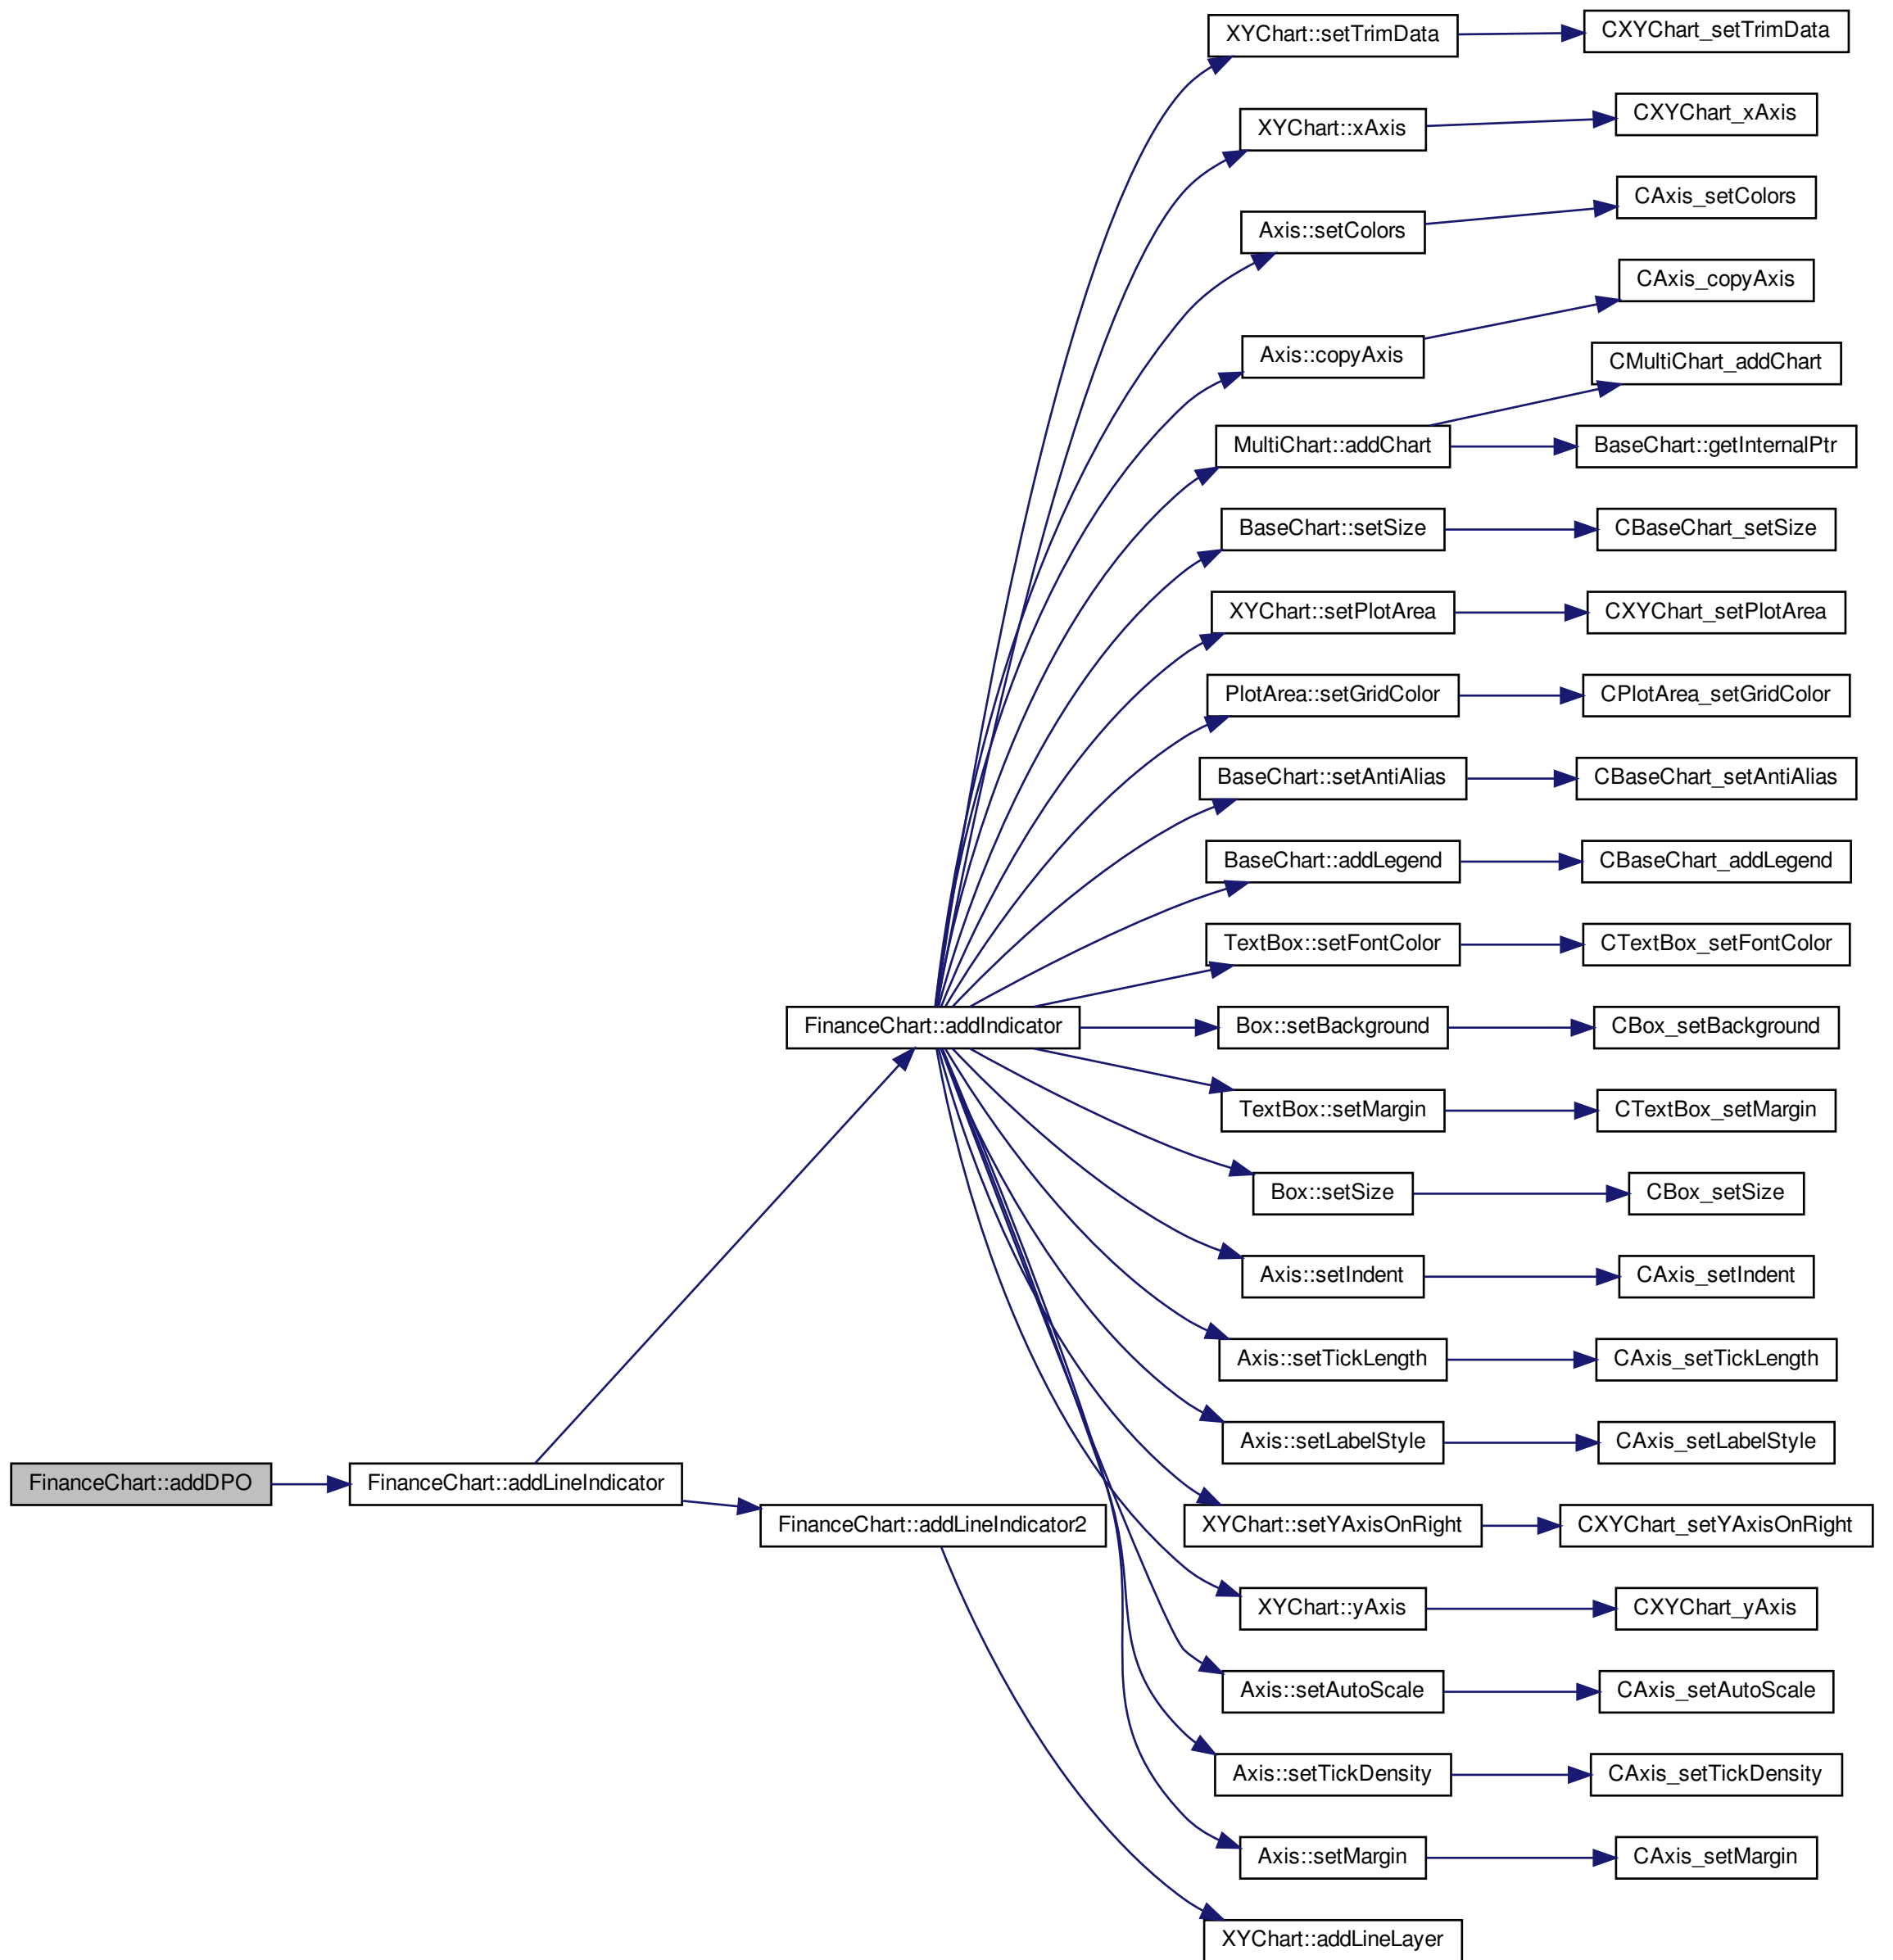 XYChart::setTrimData
CXYChart_setTrimData
XYChart::xAxis
CXYChart_xAxis
Axis::setColors
CAxis_setColors
Axis::copyAxis
CAxis_copyAxis
MultiChart::addChart
CMultiChart_addChart
BaseChart::getInternalPtr
BaseChart::setSize
CBaseChart_setSize
XYChart::setPlotArea
CXYChart_setPlotArea
PlotArea::setGridColor
CPlotArea_setGridColor
BaseChart::setAntiAlias
CBaseChart_setAntiAlias
BaseChart::addLegend
CBaseChart_addLegend
TextBox::setFontColor
CTextBox_setFontColor
FinanceChart::addIndicator
Box::setBackground
CBox_setBackground
TextBox::setMargin
CTextBox_setMargin
Box::setSize
CBox_setSize
Axis::setIndent
CAxis_setIndent
Axis::setTickLength
CAxis_setTickLength
Axis::setLabelStyle
CAxis_setLabelStyle
FinanceChart::addDPO
FinanceChart::addLineIndicator
FinanceChart::addLineIndicator2
XYChart::setYAxisOnRight
CXYChart_setYAxisOnRight
XYChart::yAxis
CXYChart_yAxis
Axis::setAutoScale
CAxis_setAutoScale
Axis::setTickDensity
CAxis_setTickDensity
Axis::setMargin
CAxis_setMargin
XYChart::addLineLayer